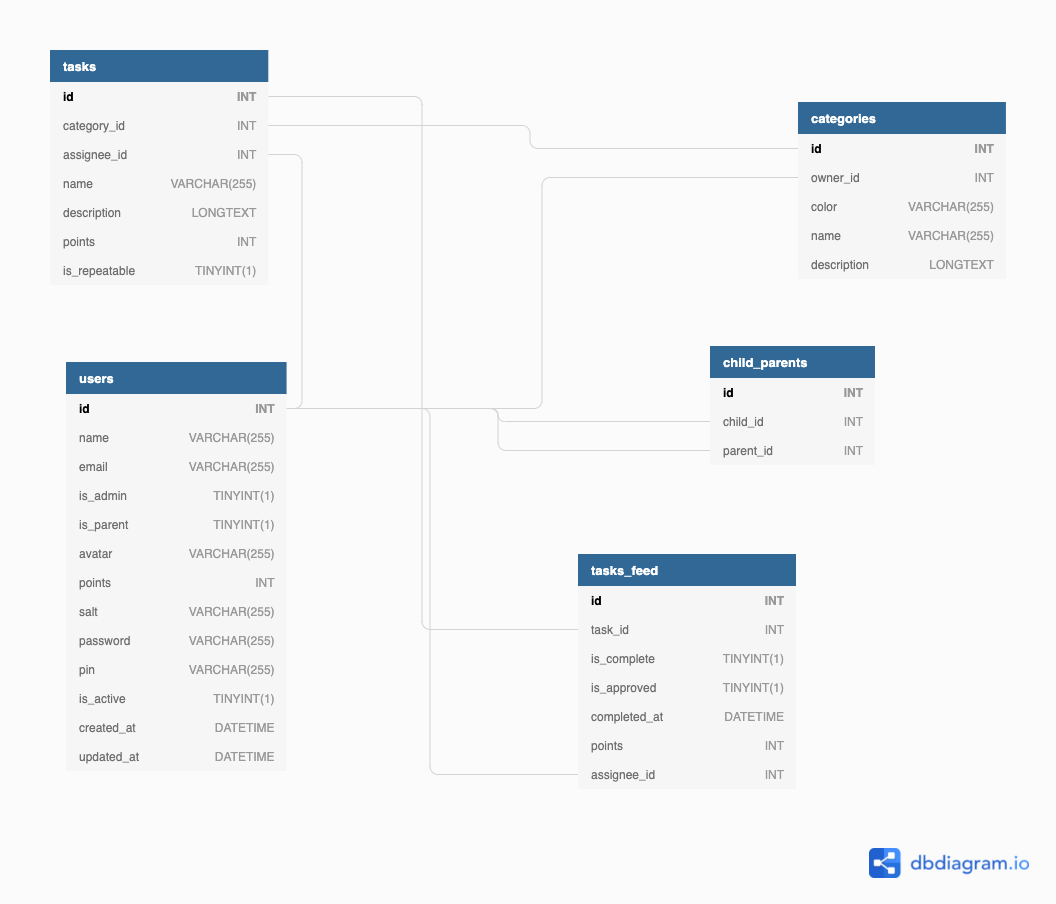 tasks
id INT
category_id INT
assignee_id INT
name VARCHAR(255)
description LONGTEXT
points INT
is_repeatable TINYINT(1)
categories
id INT
owner_id INT
color VARCHAR(255)
name VARCHAR(255)
description LONGTEXT
users
id INT
name VARCHAR(255)
email VARCHAR(255)
is_admin TINYINT(1)
is_parent TINYINT(1)
avatar VARCHAR(255)
points INT
salt VARCHAR(255)
password VARCHAR(255)
pin VARCHAR(255)
is_active TINYINT(1)
created_at DATETIME
updated_at DATETIME
child_parents
id INT
child_id INT
parent_id INT
tasks_feed
id INT
task_id INT
is_complete TINYINT(1)
is_approved TINYINT(1)
completed_at DATETIME
points INT
assignee_id INT
dbdiagram.io